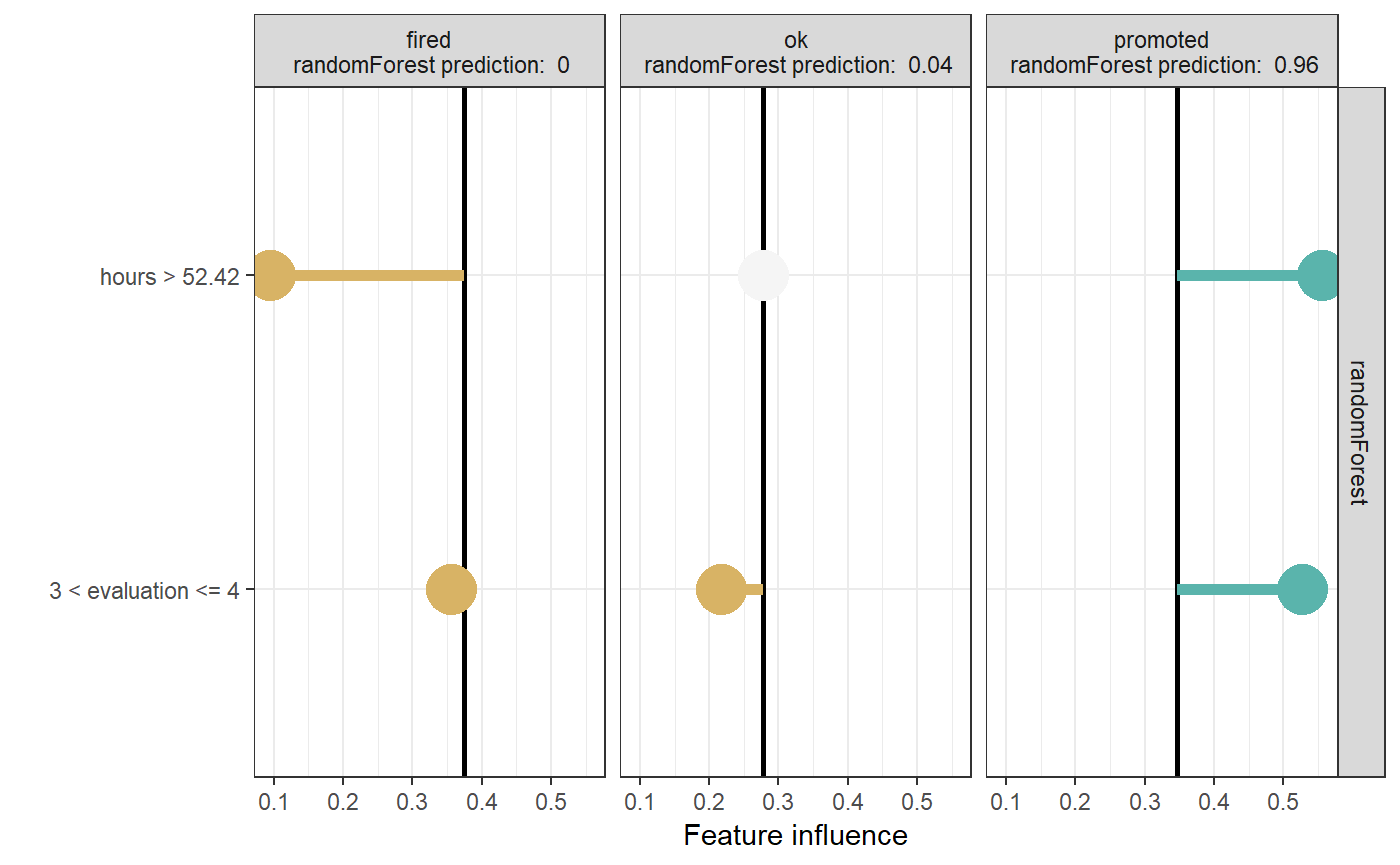 fired
randomForest prediction:  0
ok
randomForest prediction:  0.04
promoted
randomForest prediction:  0.96
hours > 52.42
3 < evaluation <= 4
randomForest
0.1 0.2 0.3 0.4 0.5
0.1 0.2 0.3 0.4 0.5
0.1 0.2 0.3 0.4 0.5
Feature influence